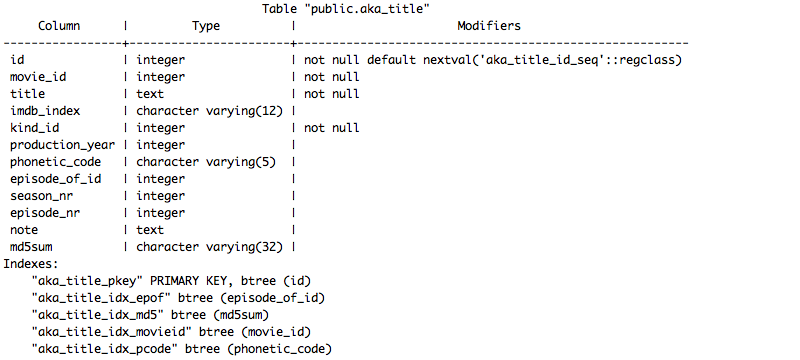 Table "public.aka_title"
Column | Type | Modifiers
-----------------+-----------------------+-----------------------------------------------------
id | integer | not null default nextval('aka_title_id_seq'::regclass)
movie_id | integer | not null
title | text | not null
imdb_index | character varying(12) |
kind_id | integer | not null
production_year | integer |
phonetic_code | character varying(5) |
episode_of_id | integer |
season_nr | integer |
episode_nr | integer |
note | text |
md5sum | character varying(32) |
Indexes:
"aka_title_pkey" PRIMARY KEY, btree (id)
"aka_title_idx_epof" btree (episode_of_id)
"aka_title_idx_md5" btree (md5sum)
"aka_title_idx_movieid" btree (movie_id)
"aka_title_idx_pcode" btree (phonetic_code)